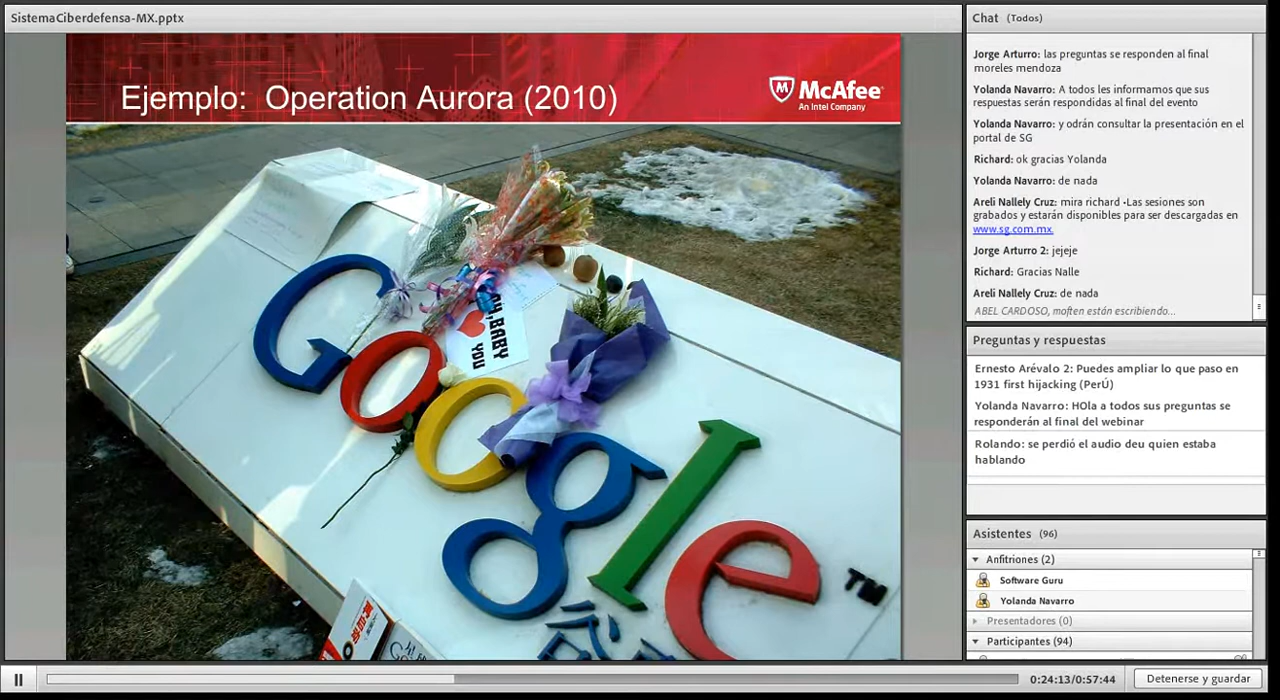 SistemaCiberdefensa-MX.pptx
Ejemplo: Operation Aurora (2010)
McAfee
An Intel Company
Google
TM
YOU
Chat (Todos)
Jorge Arturro: las preguntas se responden al final
moreles mendoza
Yolanda Navarro: A todos les informamos que sus
respuestas serán respondidas al final del evento
Yolanda Navarro: y odrán consultar la presentación en el
portal de SG
Richard: ok gracias Yolanda
Yolanda Navarro: de nada
Areli Nallely Cruz: mira richard •Las sesiones son
grabados y estarán disponibles para ser descargadas en
www.sg.com.mx.
Jorge Arturro 2: jejeje
Richard: Gracias Nalle
Areli Nallely Cruz: de nada
ABEL CARDOSO, moften están escribiendo...
Preguntas y respuestas
Ernesto Arévalo 2: Puedes ampliar lo que paso en
1931 first hijacking (PerÚ)
Yolanda Navarro: HOla a todos sus preguntas se
responderán al final del webinar
Rolando: se perdió el audio deu quien estaba
hablando
Asistentes (96)
Anfitriones (2)
Software Guru
Yolanda Navarro
Presentadores (0)
Participantes (94)
0:24:13/0:57:44
Detenerse y guardar